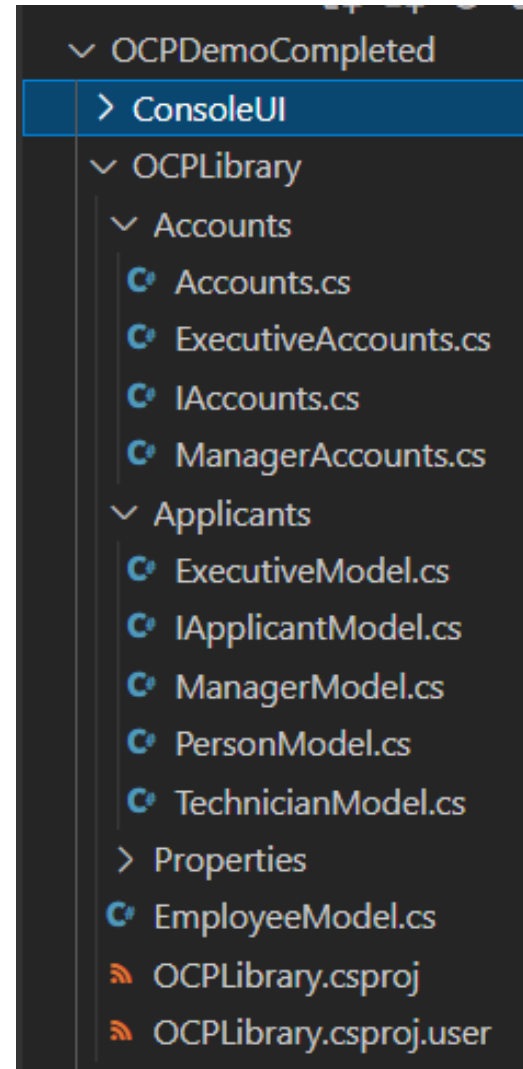 OCPDemoCompleted
ConsoleUI
OCPLibrary
Accounts
C# Accounts.cs
C# ExecutiveAccounts.cs
C# IAccounts.cs
C# ManagerAccounts.cs
Applicants
C# ExecutiveModel.cs
C# IApplicantModel.cs
C# ManagerModel.cs
C# PersonModel.cs
C# TechnicianModel.cs
Properties
C# EmployeeModel.cs
OCPLibrary.csproj
OCPLibrary.csproj.user